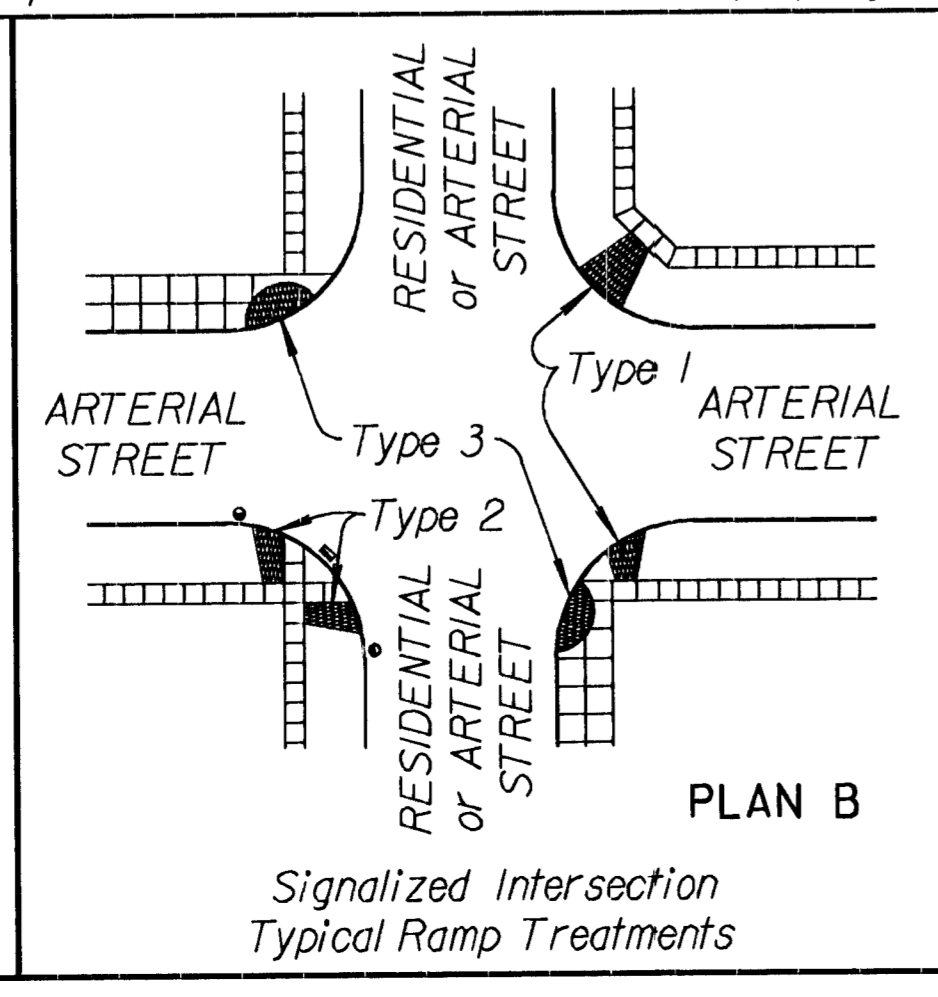 RESIDENTIAL
or ARTERIAL
STREET
Type 1
ARTERIAL
STREET
ARTERIAL
STREET
Type 3
Type 2
RESIDENTIAL
or ARTERIAL
STREET
PLAN B
Signalized Intersection
Typical Ramp Treatments